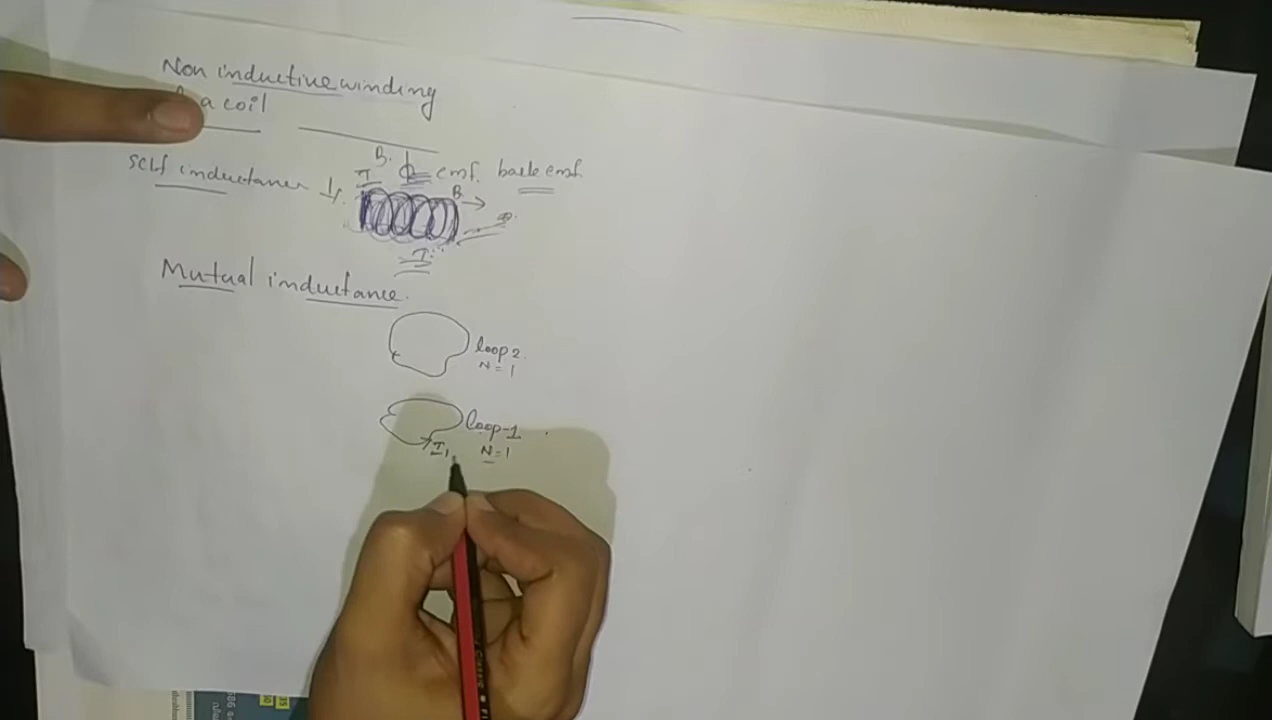 Non inductive winding
a coil
B. ϕ emf. back emf.
Self inductance L. I
B
I
Mutual inductance.
loop 2.
N = 1
loop-1
I₁ N = 1